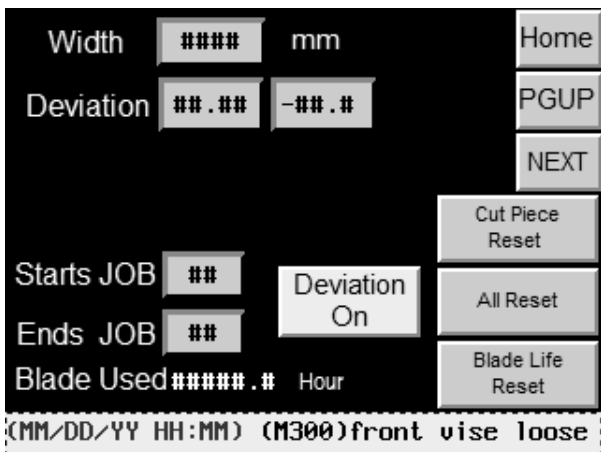 Width #### mm Home
Deviation ##.## -##.# PGUP
NEXT
Cut Piece
Reset
Starts JOB ## Deviation
On All Reset
Ends JOB ##
Blade Used #####.# Hour Blade Life
Reset
(MM/DD/YY HH:MM) (M300)front vise loose